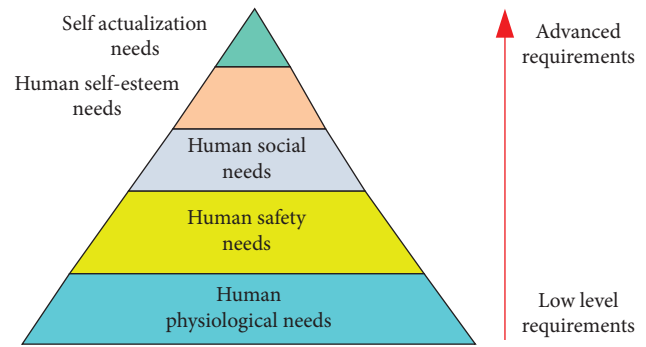 Self actualization
needs
Human self-esteem
needs
Human social
needs
Human safety
needs
Human
physiological needs
Advanced
requirements
Low level
requirements